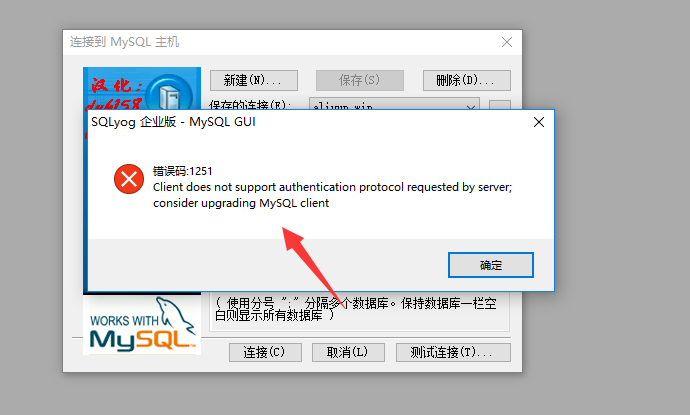 连接到 MySQL 主机
汉化:
新建(N)...
保存(S)
删除(D)...
保存的连接(E):
SQLyog 企业版 - MySQL GUI
错误码:1251
Client does not support authentication protocol requested by server;
consider upgrading MySQL client
确定
( 使用分号 ";" 分隔多个数据库。保持数据库一栏空
白则显示所有数据库 )
WORKS WITH
MySQL
连接(C)
取消(L)
测试连接(T)...